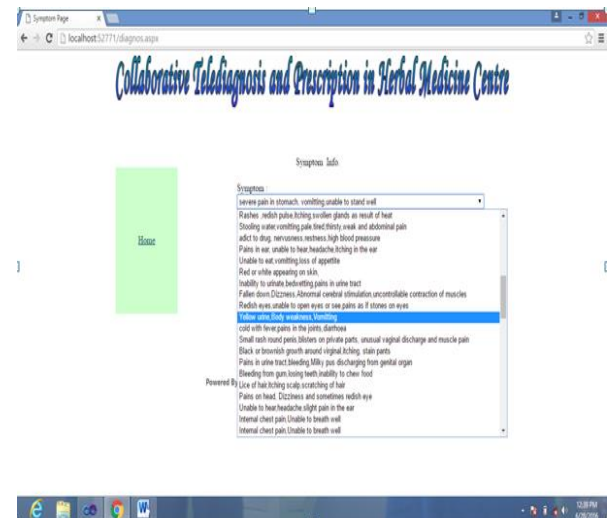 Symptom Page
localhost:52771/diagnos.aspx
Collaborative Telediagnosis and Prescription in Herbal Medicine Centre
Symptom Info
Home
Symptom :
severe pain in stomach, vomitting,unable to stand well
Rashes ,redish pulse,Itching,swollen glands as result of heat
Stooling water,vomitting,pale,tired,thirsty,weak and abdominal pain
adict to drug, nervousness,restness,high blood preassure
Pains in ear, unable to hear,headache,itching in the ear
Unable to eat,vomitting,loss of appettite
Red or white appearing on skin,
Inability to urinate,bedwetting,pains in urine tract
Fallen down,Dizzness,Abnormal cerebral stimulation,uncontrollable contraction of muscles
Redish eyes,unable to open eyes or see pains as if stones on eyes
Yellow urine,Body weakness,Vomitting
cold with fever,pains in the joints,diarrhoea
Small rash round penis,blisters on private parts, unusual vaginal discharge and muscle pain
Black or brownish growth around virginal,itching, stain pants
Pains in urine tract,bleeding,Milky pus discharging from genital organ
Bleeding from gum,losing teeth,inability to chew food
Powered By
Lice of hair,Itching scalp,scratching of hair
Pains on head, Dizziness and sometimes redish eye
Unable to hear,headache,slight pain in the ear
Internal chest pain,Unable to breath well
Internal chest pain,Unable to breath well
12:38 PM
6/28/2016